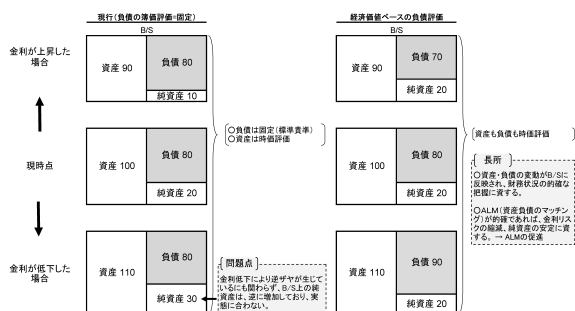 現行(負債の簿価評価=固定)
B/S
金利が上昇した
場合
資産 90
負債 80
純資産 10
現時点
資産 100
負債 80
純資産 20
金利が低下した
場合
資産 110
負債 80
純資産 30
○負債は固定(標準責準)
○資産は時価評価
問題点
金利低下により逆ザヤが生じて
いるにも関わらず、B/S上の純
資産は、逆に増加しており、実
態に合わない。
経済価値ベースの負債評価
B/S
資産 90
負債 70
純資産 20
資産 100
負債 80
純資産 20
資産 110
負債 90
純資産 20
資産も負債も時価評価
長所
○資産・負債の変動がB/Sに
反映され、財務状況の的確な
把握に資する。
○ALM(資産負債のマッチン
グ)が的確であれば、金利リス
クの縮減、純資産の安定に資
する。→ ALMの促進